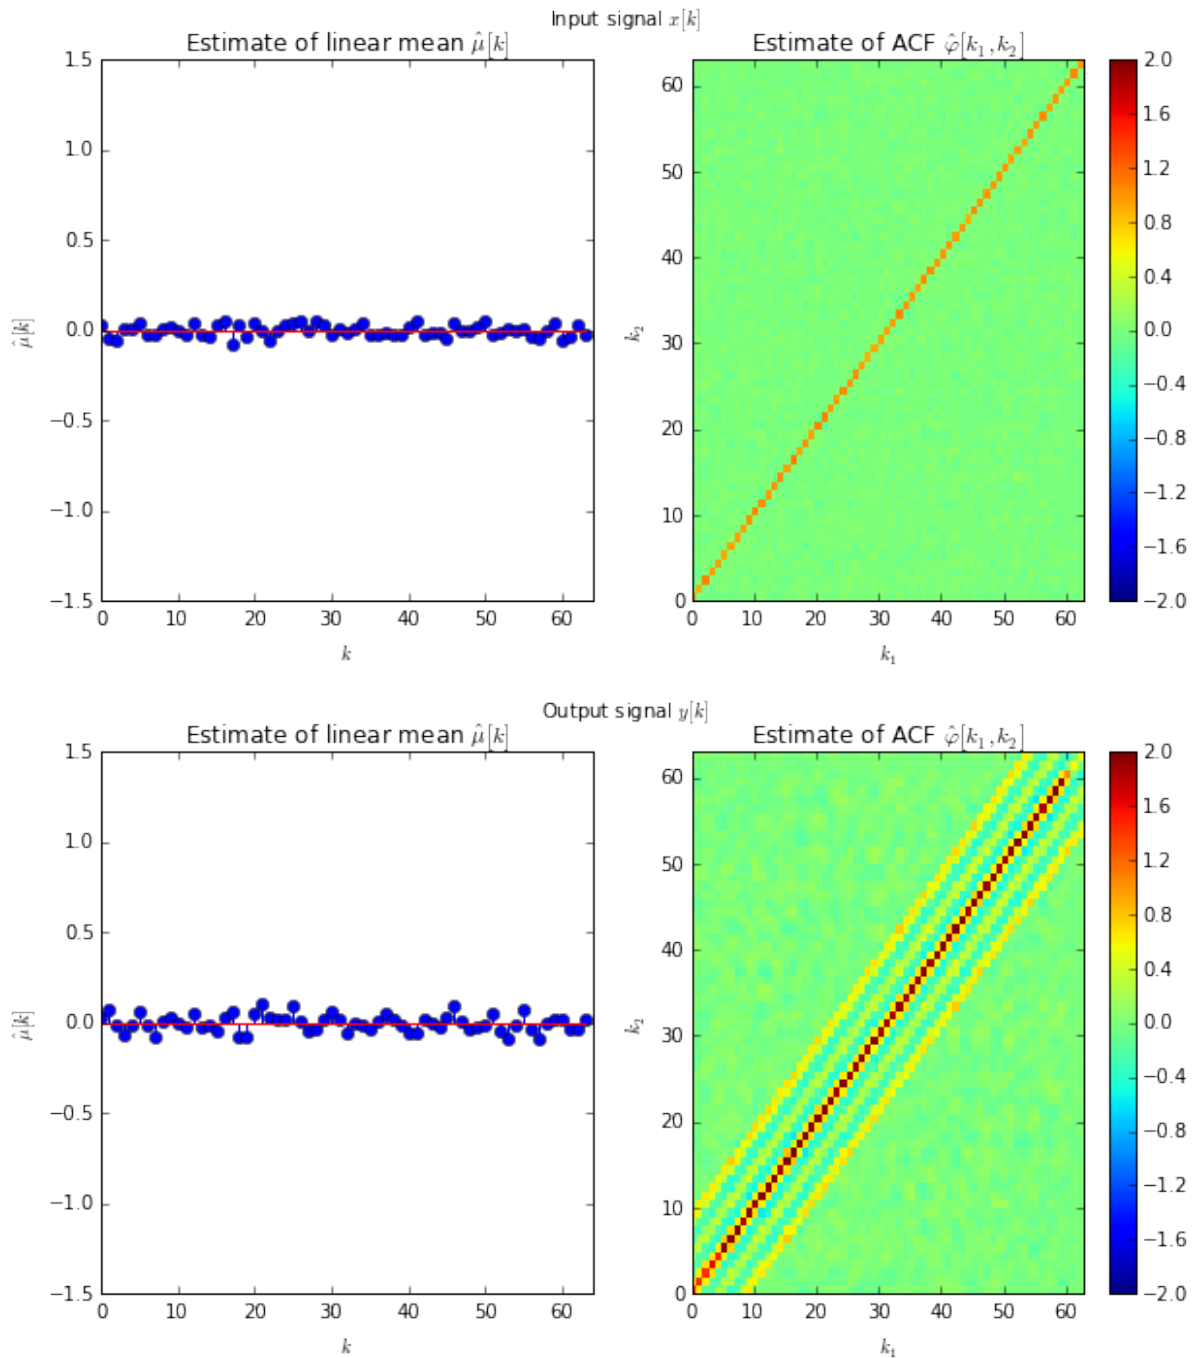 Input signal x[k]
Estimate of linear mean μ̂[k]
Estimate of ACF φ̂[k₁, k₂]
1.5
1.0
0.5
0.0
−0.5
−1.0
−1.5
μ̂[k]
0 10 20 30 40 50 60
k
60
50
40
30
20
10
0
k₂
0 10 20 30 40 50 60
k₁
2.0
1.6
1.2
0.8
0.4
0.0
−0.4
−0.8
−1.2
−1.6
−2.0
Output signal y[k]
Estimate of linear mean μ̂[k]
Estimate of ACF φ̂[k₁, k₂]
1.5
1.0
0.5
0.0
−0.5
−1.0
−1.5
μ̂[k]
0 10 20 30 40 50 60
k
60
50
40
30
20
10
0
k₂
0 10 20 30 40 50 60
k₁
2.0
1.6
1.2
0.8
0.4
0.0
−0.4
−0.8
−1.2
−1.6
−2.0